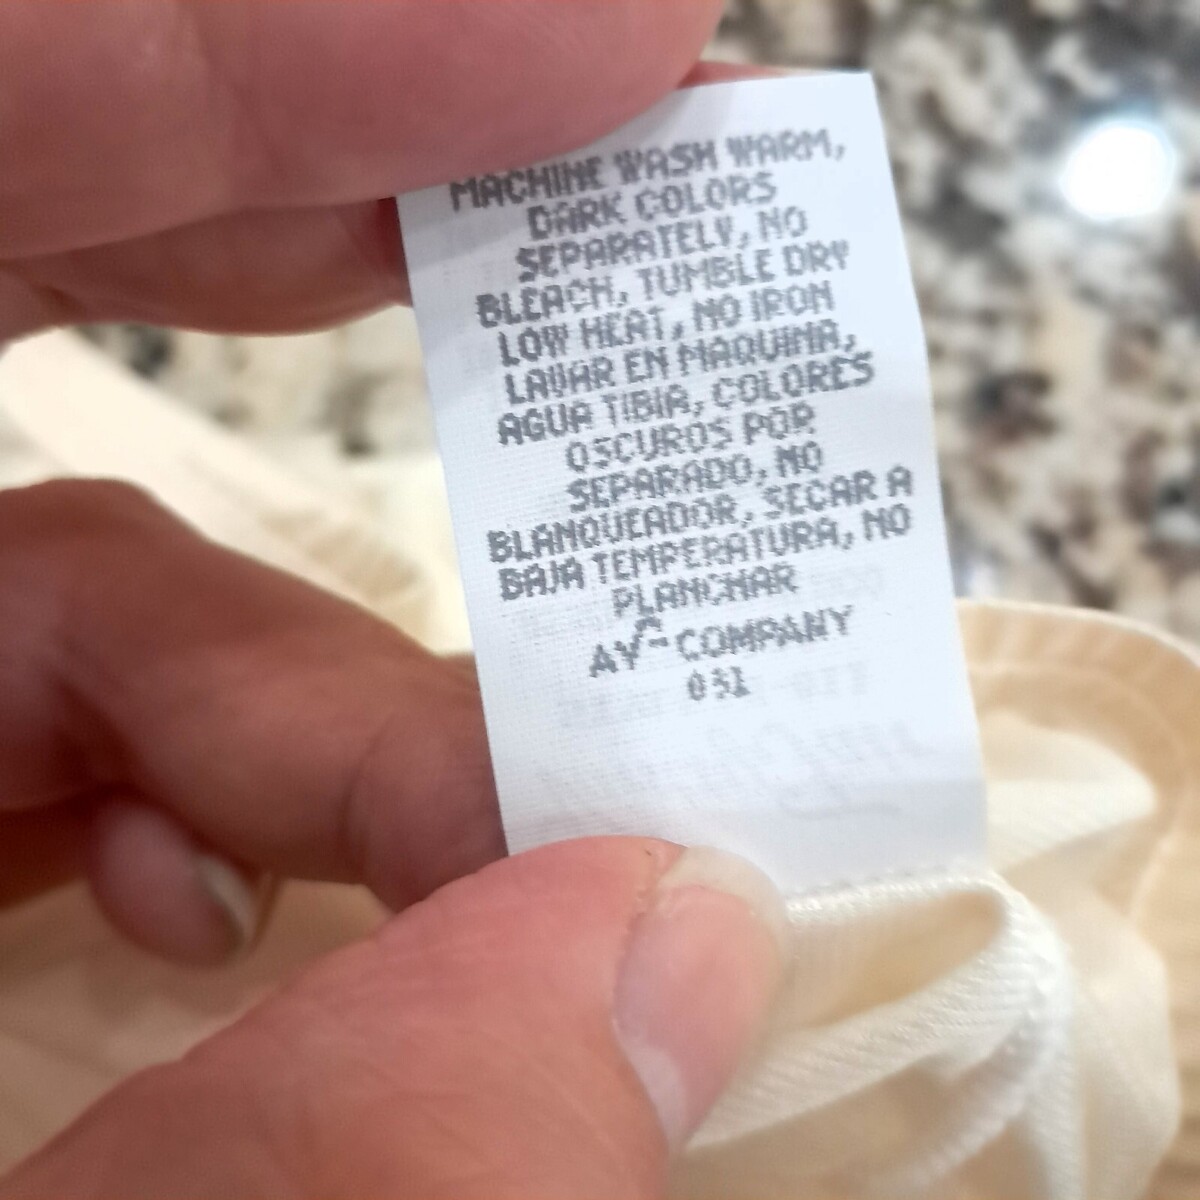 MACHINE WASH WARM,
DARK COLORS
SEPARATELY, NO
BLEACH, TUMBLE DRY
LOW HEAT, NO IRON
LAVAR EN MAQUINA,
AGUA TIBIA, COLORES
OSCUROS POR
SEPARADO, NO
BLANQUEADOR, SECAR A
BAJA TEMPERATURA, NO
PLANCHAR
COMPANY